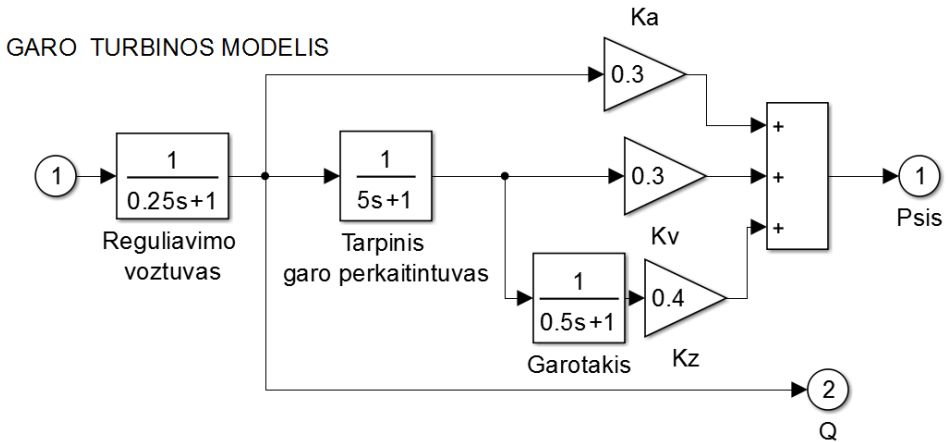 Ka
GARO TURBINOS MODELIS
0.3
+
1
1
0.25s+1
Reguliavimo
voztuvas
1
5s+1
Tarpinis
garo perkaitintuvas
0.3
Kv
+
1
Psis
+
1
0.5s+1
Garotakis
0.4
Kz
2
Q